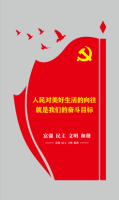 人民对美好生活的向往
就是我们的奋斗目标
富强 民主 文明 和谐